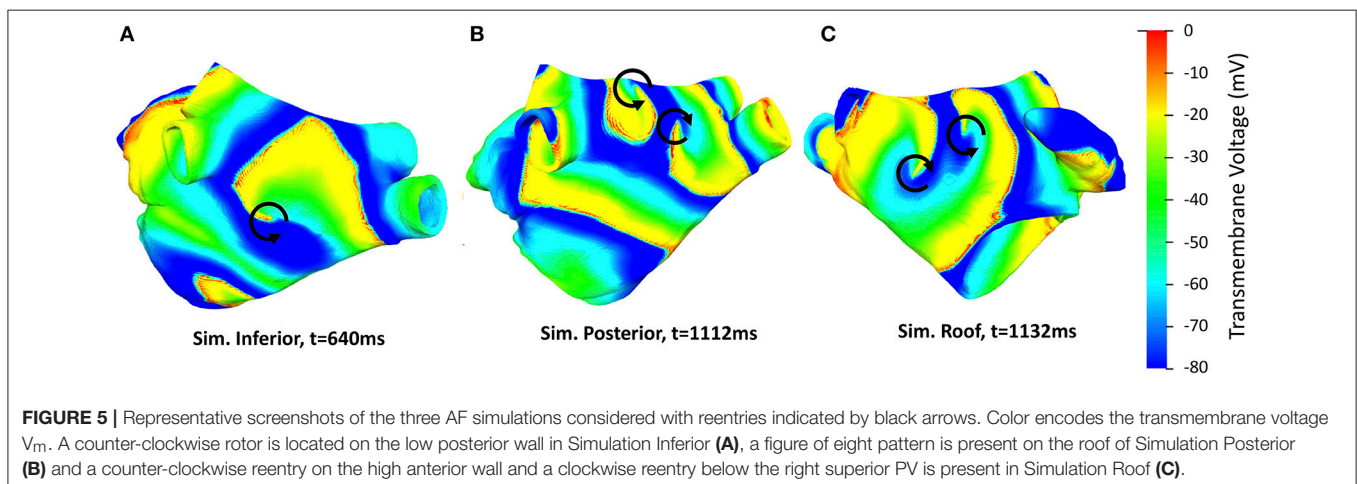 A
B
C
0
-10
-20
-30
-40
-50
-60
-70
-80
Transmembrane Voltage (mV)
Sim. Inferior, t=640ms
Sim. Posterior, t=1112ms
Sim. Roof, t=1132ms
FIGURE 5 | Representative screenshots of the three AF simulations considered with reentries indicated by black arrows. Color encodes the transmembrane voltage
Vm. A counter-clockwise rotor is located on the low posterior wall in Simulation Inferior (A), a figure of eight pattern is present on the roof of Simulation Posterior
(B) and a counter-clockwise reentry on the high anterior wall and a clockwise reentry below the right superior PV is present in Simulation Roof (C).